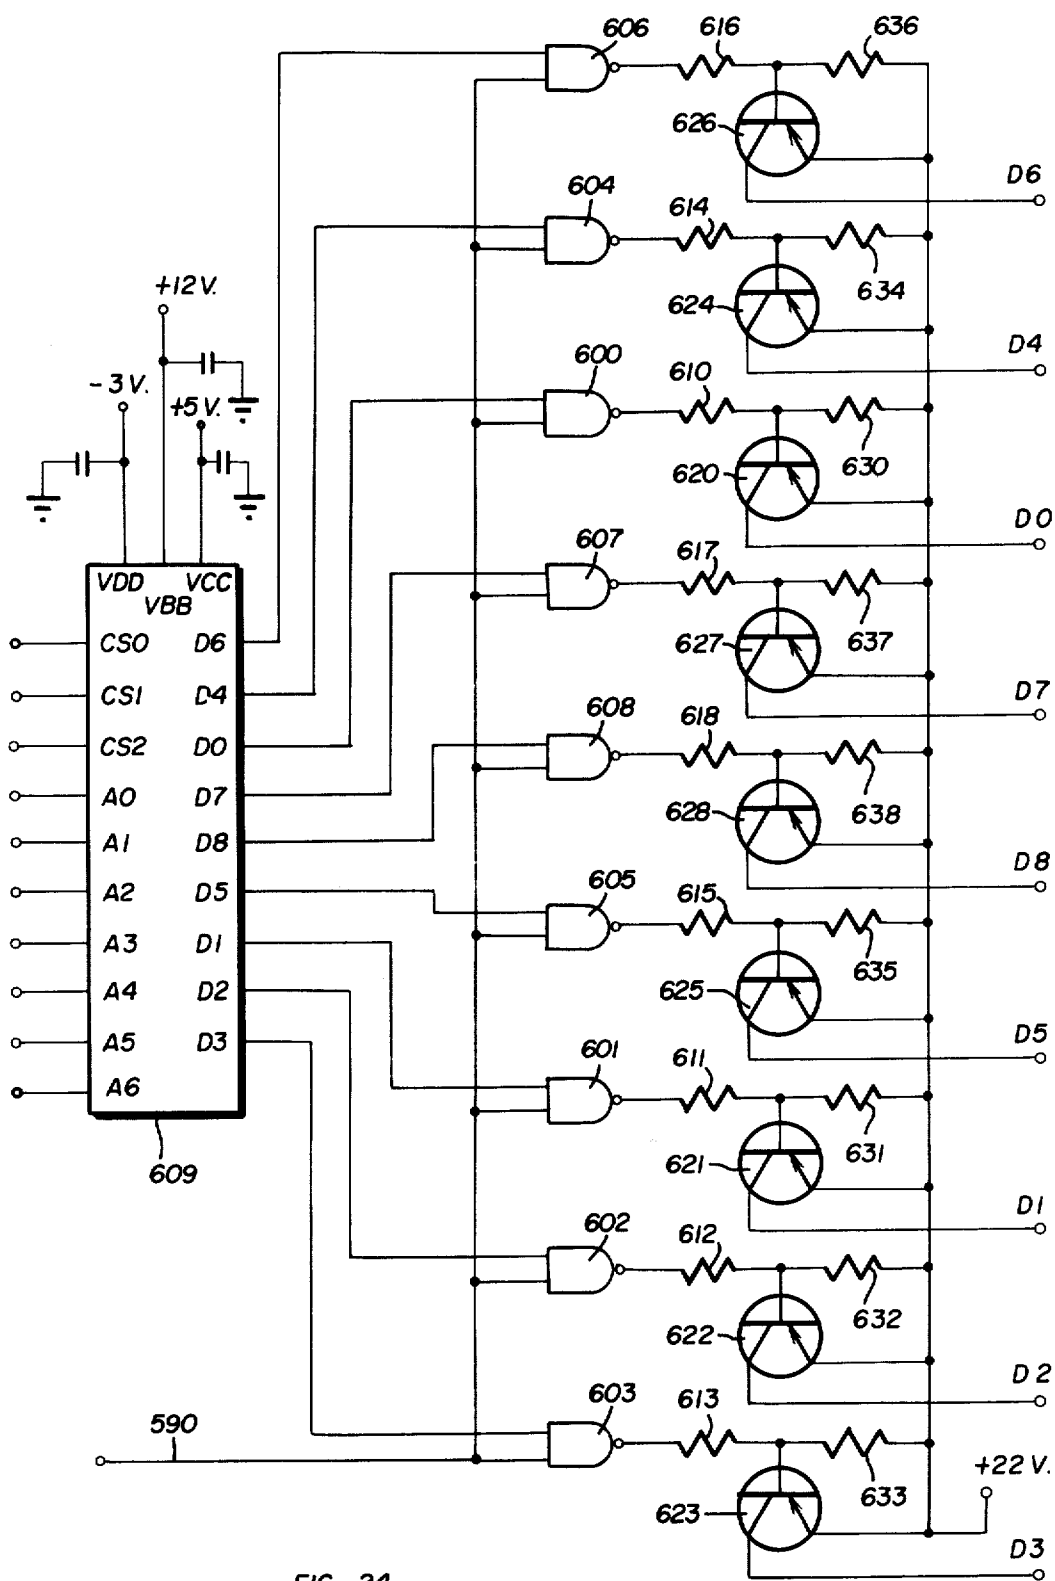 606
616
636
626
D6
604
614
634
624
D4
+12 V.
- 3 V.
+5 V.
600
610
630
620
D0
607
617
637
627
D7
VDD
VCC
VBB
CS0
D6
CS1
D4
CS2
D0
A0
D7
A1
D8
A2
D5
A3
D1
A4
D2
A5
D3
A6
609
608
618
638
628
D8
605
615
635
625
D5
601
611
631
621
D1
602
612
632
622
D2
590
603
613
633
623
+22 V.
D3